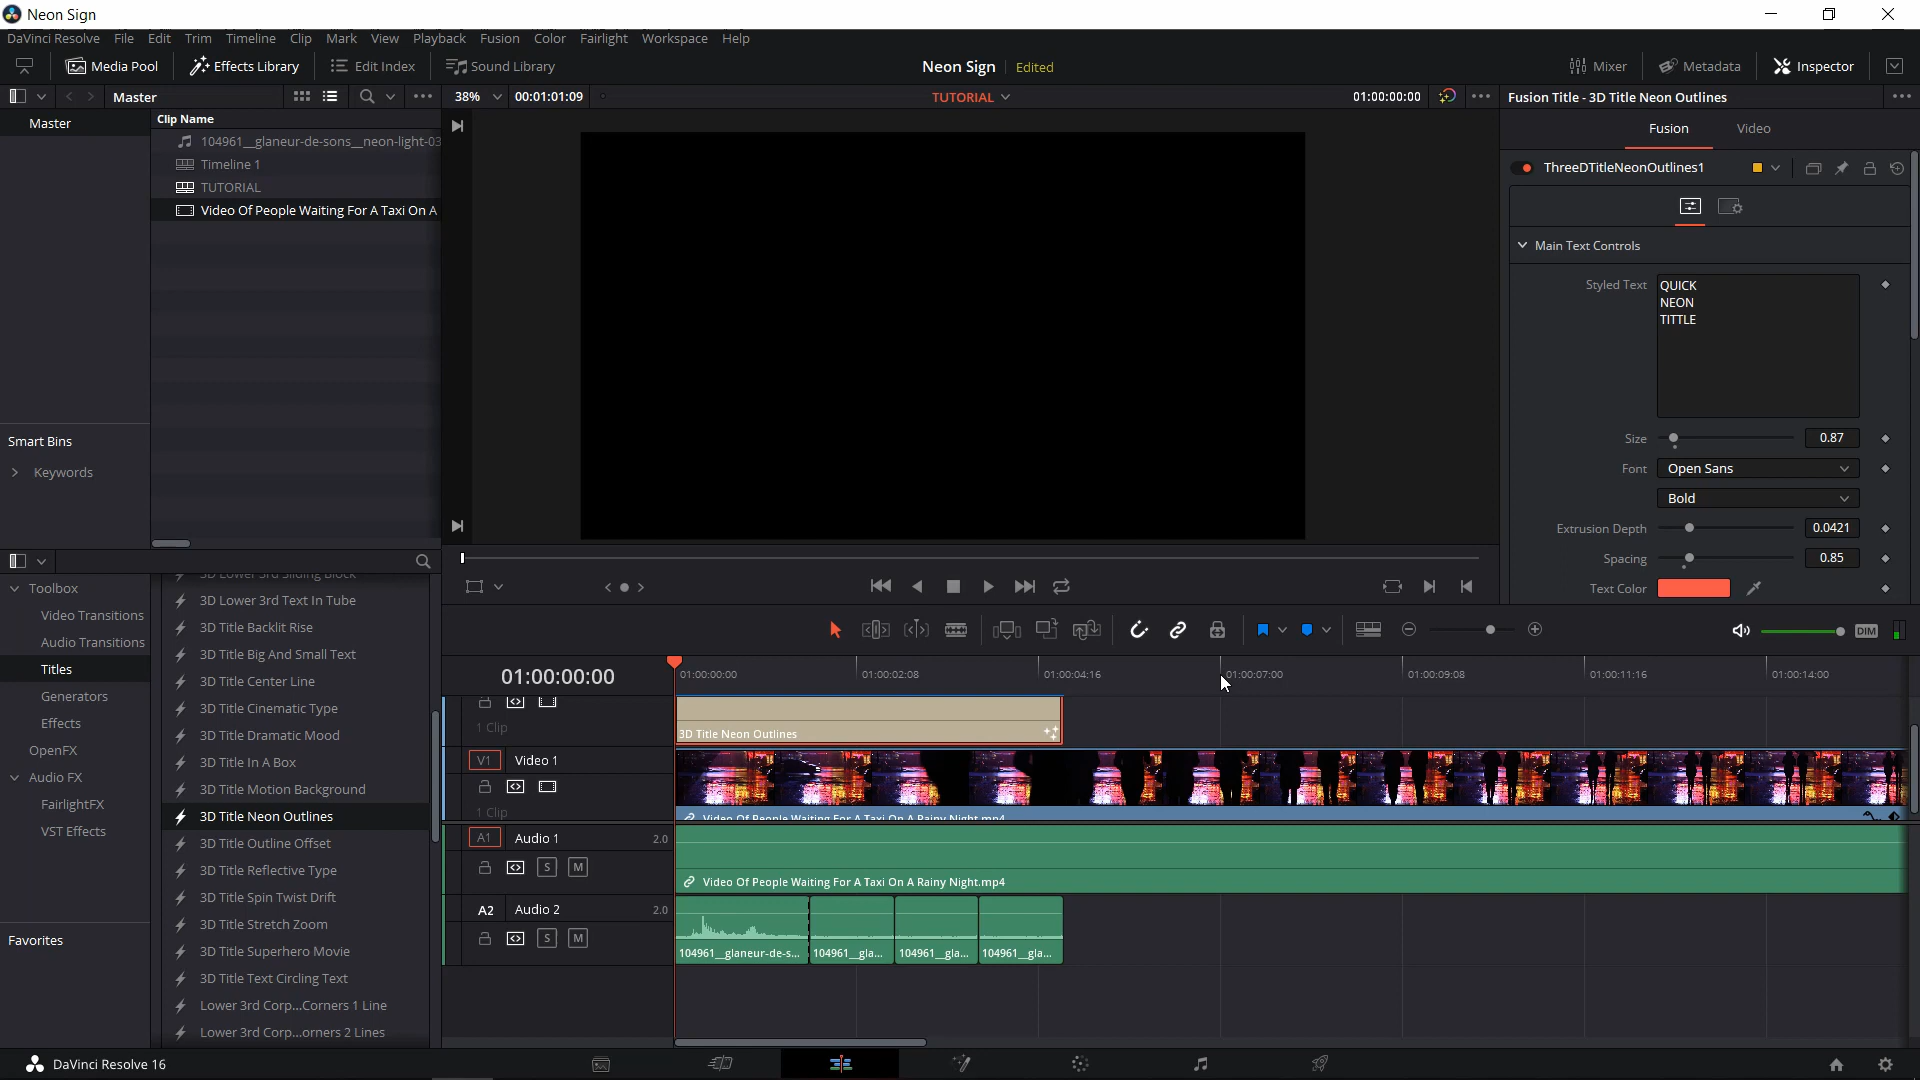 Neon Sign
DaVinci Resolve File Edit Trim Timeline Clip Mark View Playback Fusion Color Fairlight Workspace Help
Media Pool Effects Library Edit Index Sound Library Neon Sign Edited Mixer Metadata Inspector
Master 38% 00:01:01:09 TUTORIAL 01:00:00:00 Fusion Title - 3D Title Neon Outlines
Master
Clip Name
104961__glaneur-de-sons__neon-light-03
Timeline 1
TUTORIAL
Video Of People Waiting For A Taxi On A
Smart Bins
Keywords
Fusion Video
ThreeDTitleNeonOutlines1
Main Text Controls
Styled Text
QUICK
NEON
TITTLE
Size 0.87
Font Open Sans
Bold
Extrusion Depth 0.0421
Spacing 0.85
Text Color
Toolbox
Video Transitions
Audio Transitions
Titles
Generators
Effects
OpenFX
Audio FX
FairlightFX
VST Effects
Favorites
3D Lower 3rd Sliding Block
3D Lower 3rd Text In Tube
3D Title Backlit Rise
3D Title Big And Small Text
3D Title Center Line
3D Title Cinematic Type
3D Title Dramatic Mood
3D Title In A Box
3D Title Motion Background
3D Title Neon Outlines
3D Title Outline Offset
3D Title Reflective Type
3D Title Spin Twist Drift
3D Title Stretch Zoom
3D Title Superhero Movie
3D Title Text Circling Text
Lower 3rd Corp...Corners 1 Line
Lower 3rd Corp...orners 2 Lines
DIM
01:00:00:00
01:00:00:00 01:00:02:08 01:00:04:16 01:00:07:00 01:00:09:08 01:00:11:16 01:00:14:00
1 Clip
3D Title Neon Outlines
V1 Video 1
1 Clip
Video Of People Waiting For A Taxi On A Rainy Night.mp4
A1 Audio 1 2.0
S M
Video Of People Waiting For A Taxi On A Rainy Night.mp4
A2 Audio 2 2.0
S M
104961__glaneur-de-s... 104961__gla... 104961__gla... 104961__gla...
DaVinci Resolve 16